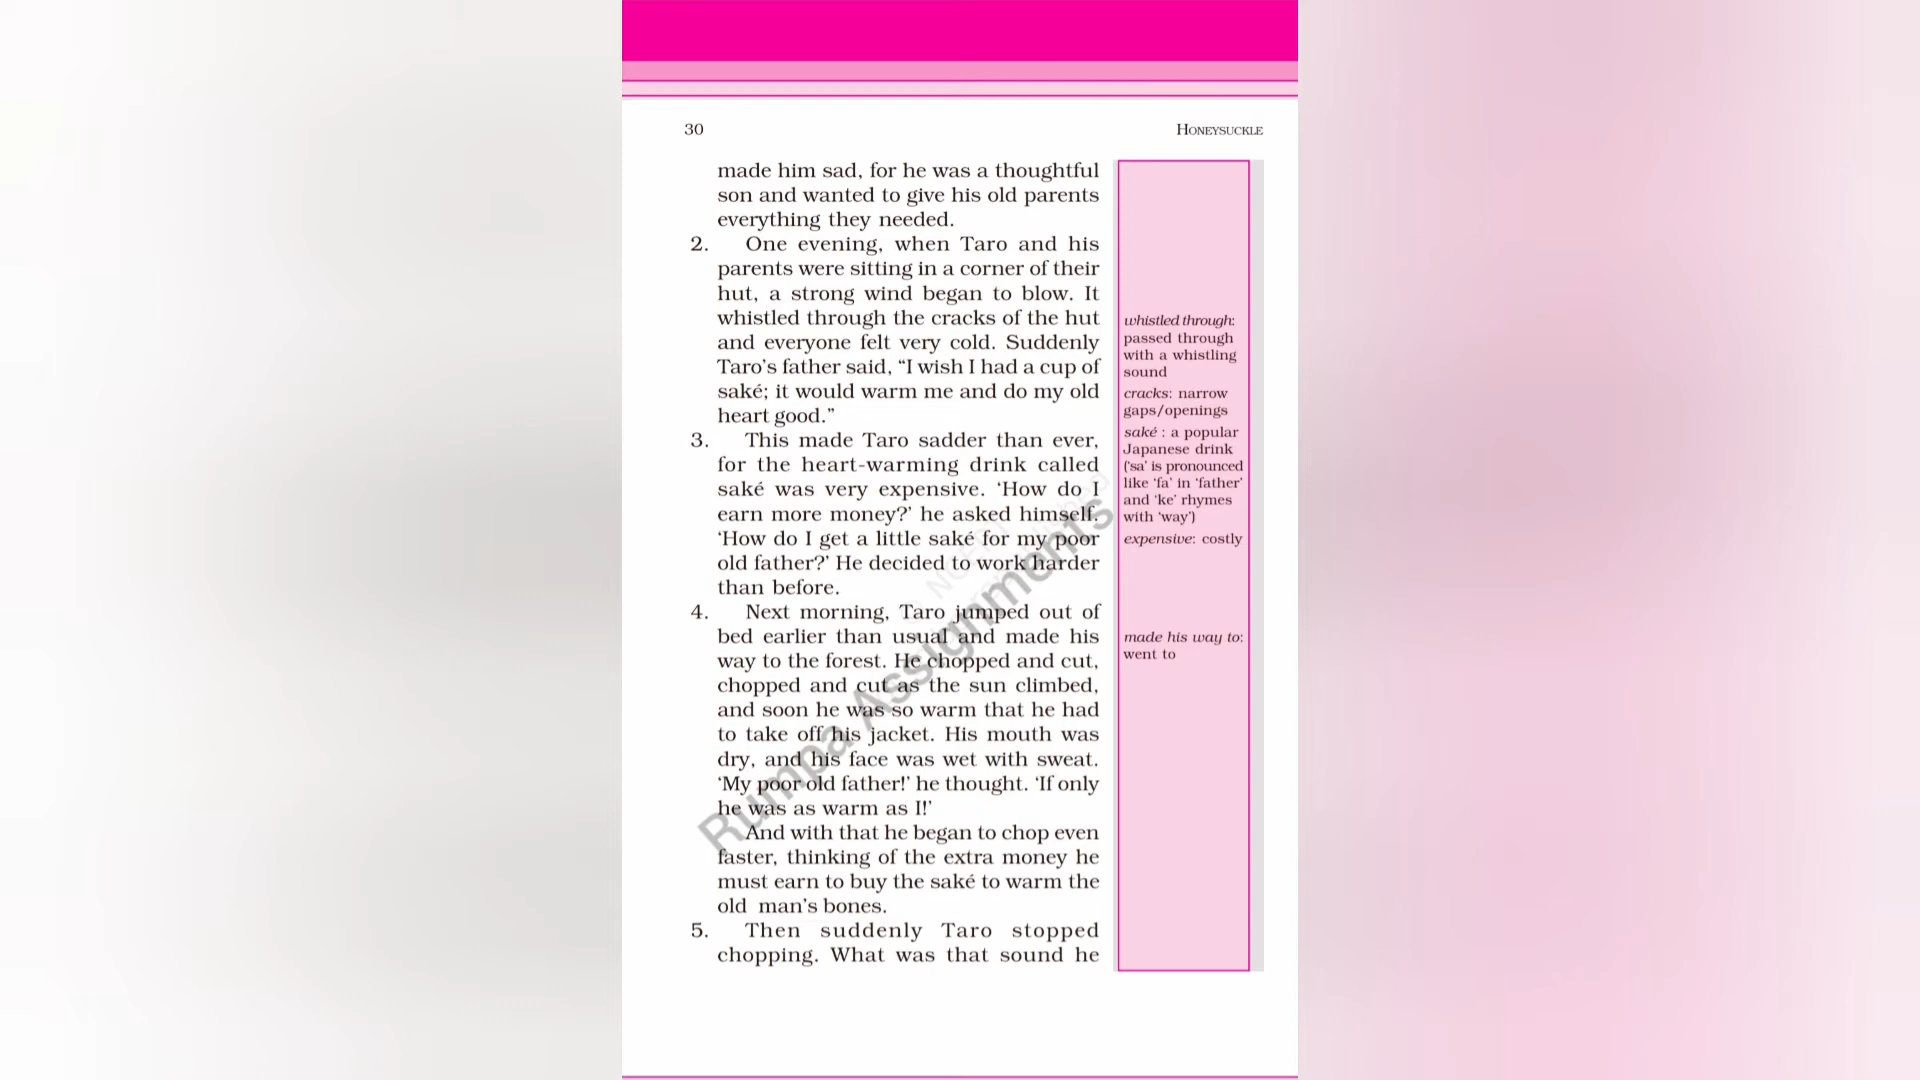 30
HONEYSUCKLE
made him sad, for he was a thoughtful
son and wanted to give his old parents
everything they needed.
2. One evening, when Taro and his
parents were sitting in a corner of their
hut, a strong wind began to blow. It
whistled through the cracks of the hut
and everyone felt very cold. Suddenly
Taro's father said, “I wish I had a cup of
saké; it would warm me and do my old
heart good.”
3. This made Taro sadder than ever,
for the heart-warming drink called
saké was very expensive. ‘How do I
earn more money?’ he asked himself.
‘How do I get a little saké for my poor
old father?’ He decided to work harder
than before.
4. Next morning, Taro jumped out of
bed earlier than usual and made his
way to the forest. He chopped and cut,
chopped and cut as the sun climbed,
and soon he was so warm that he had
to take off his jacket. His mouth was
dry, and his face was wet with sweat.
‘My poor old father!’ he thought. ‘If only
he was as warm as I!’
And with that he began to chop even
faster, thinking of the extra money he
must earn to buy the saké to warm the
old man's bones.
5. Then suddenly Taro stopped
chopping. What was that sound he
whistled through:
passed through
with a whistling
sound
cracks: narrow
gaps/openings
saké : a popular
Japanese drink
(‘sa’ is pronounced
like ‘fa’ in ‘father’
and ‘ke’ rhymes
with ‘way’)
expensive: costly
made his way to:
went to
Rumpa Assignments